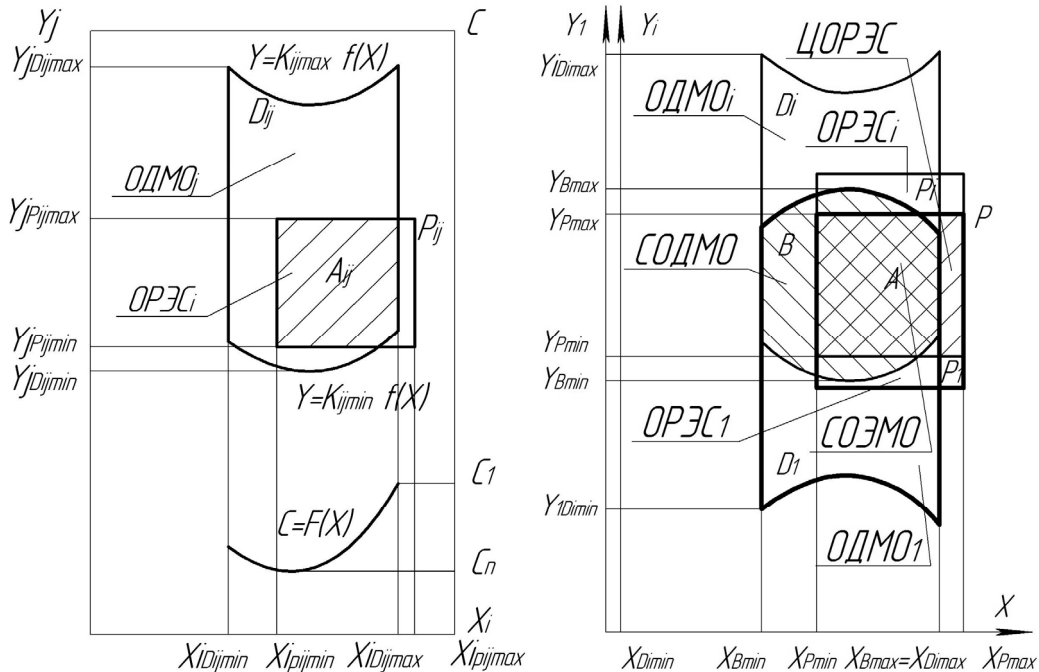 Yj
C
YjDijmax
Y=Kijmax f(X)
Dij
ОДМОj
YjPijmax
Pij
Aij
ОРЭСi
YjPijmin
YjDijmin
Y=Kijmin f(X)
C1
C=F(X)
Cn
Xi
XiDijmin XIpijmin XIDijmax XIpijmax
Y1 Yi
ЦОРЭС
YIDimax
ОДМОi
Di
ОРЭСi
YBmax
Pi
YPmax
P
СОДМО
B
A
YPmin
YBmin
P1
ОРЭС1
СОЭМО
D1
Y1Dimin
ОДМО1
X
XDimin XBmin XPmin XBmax=XDimax XPmax